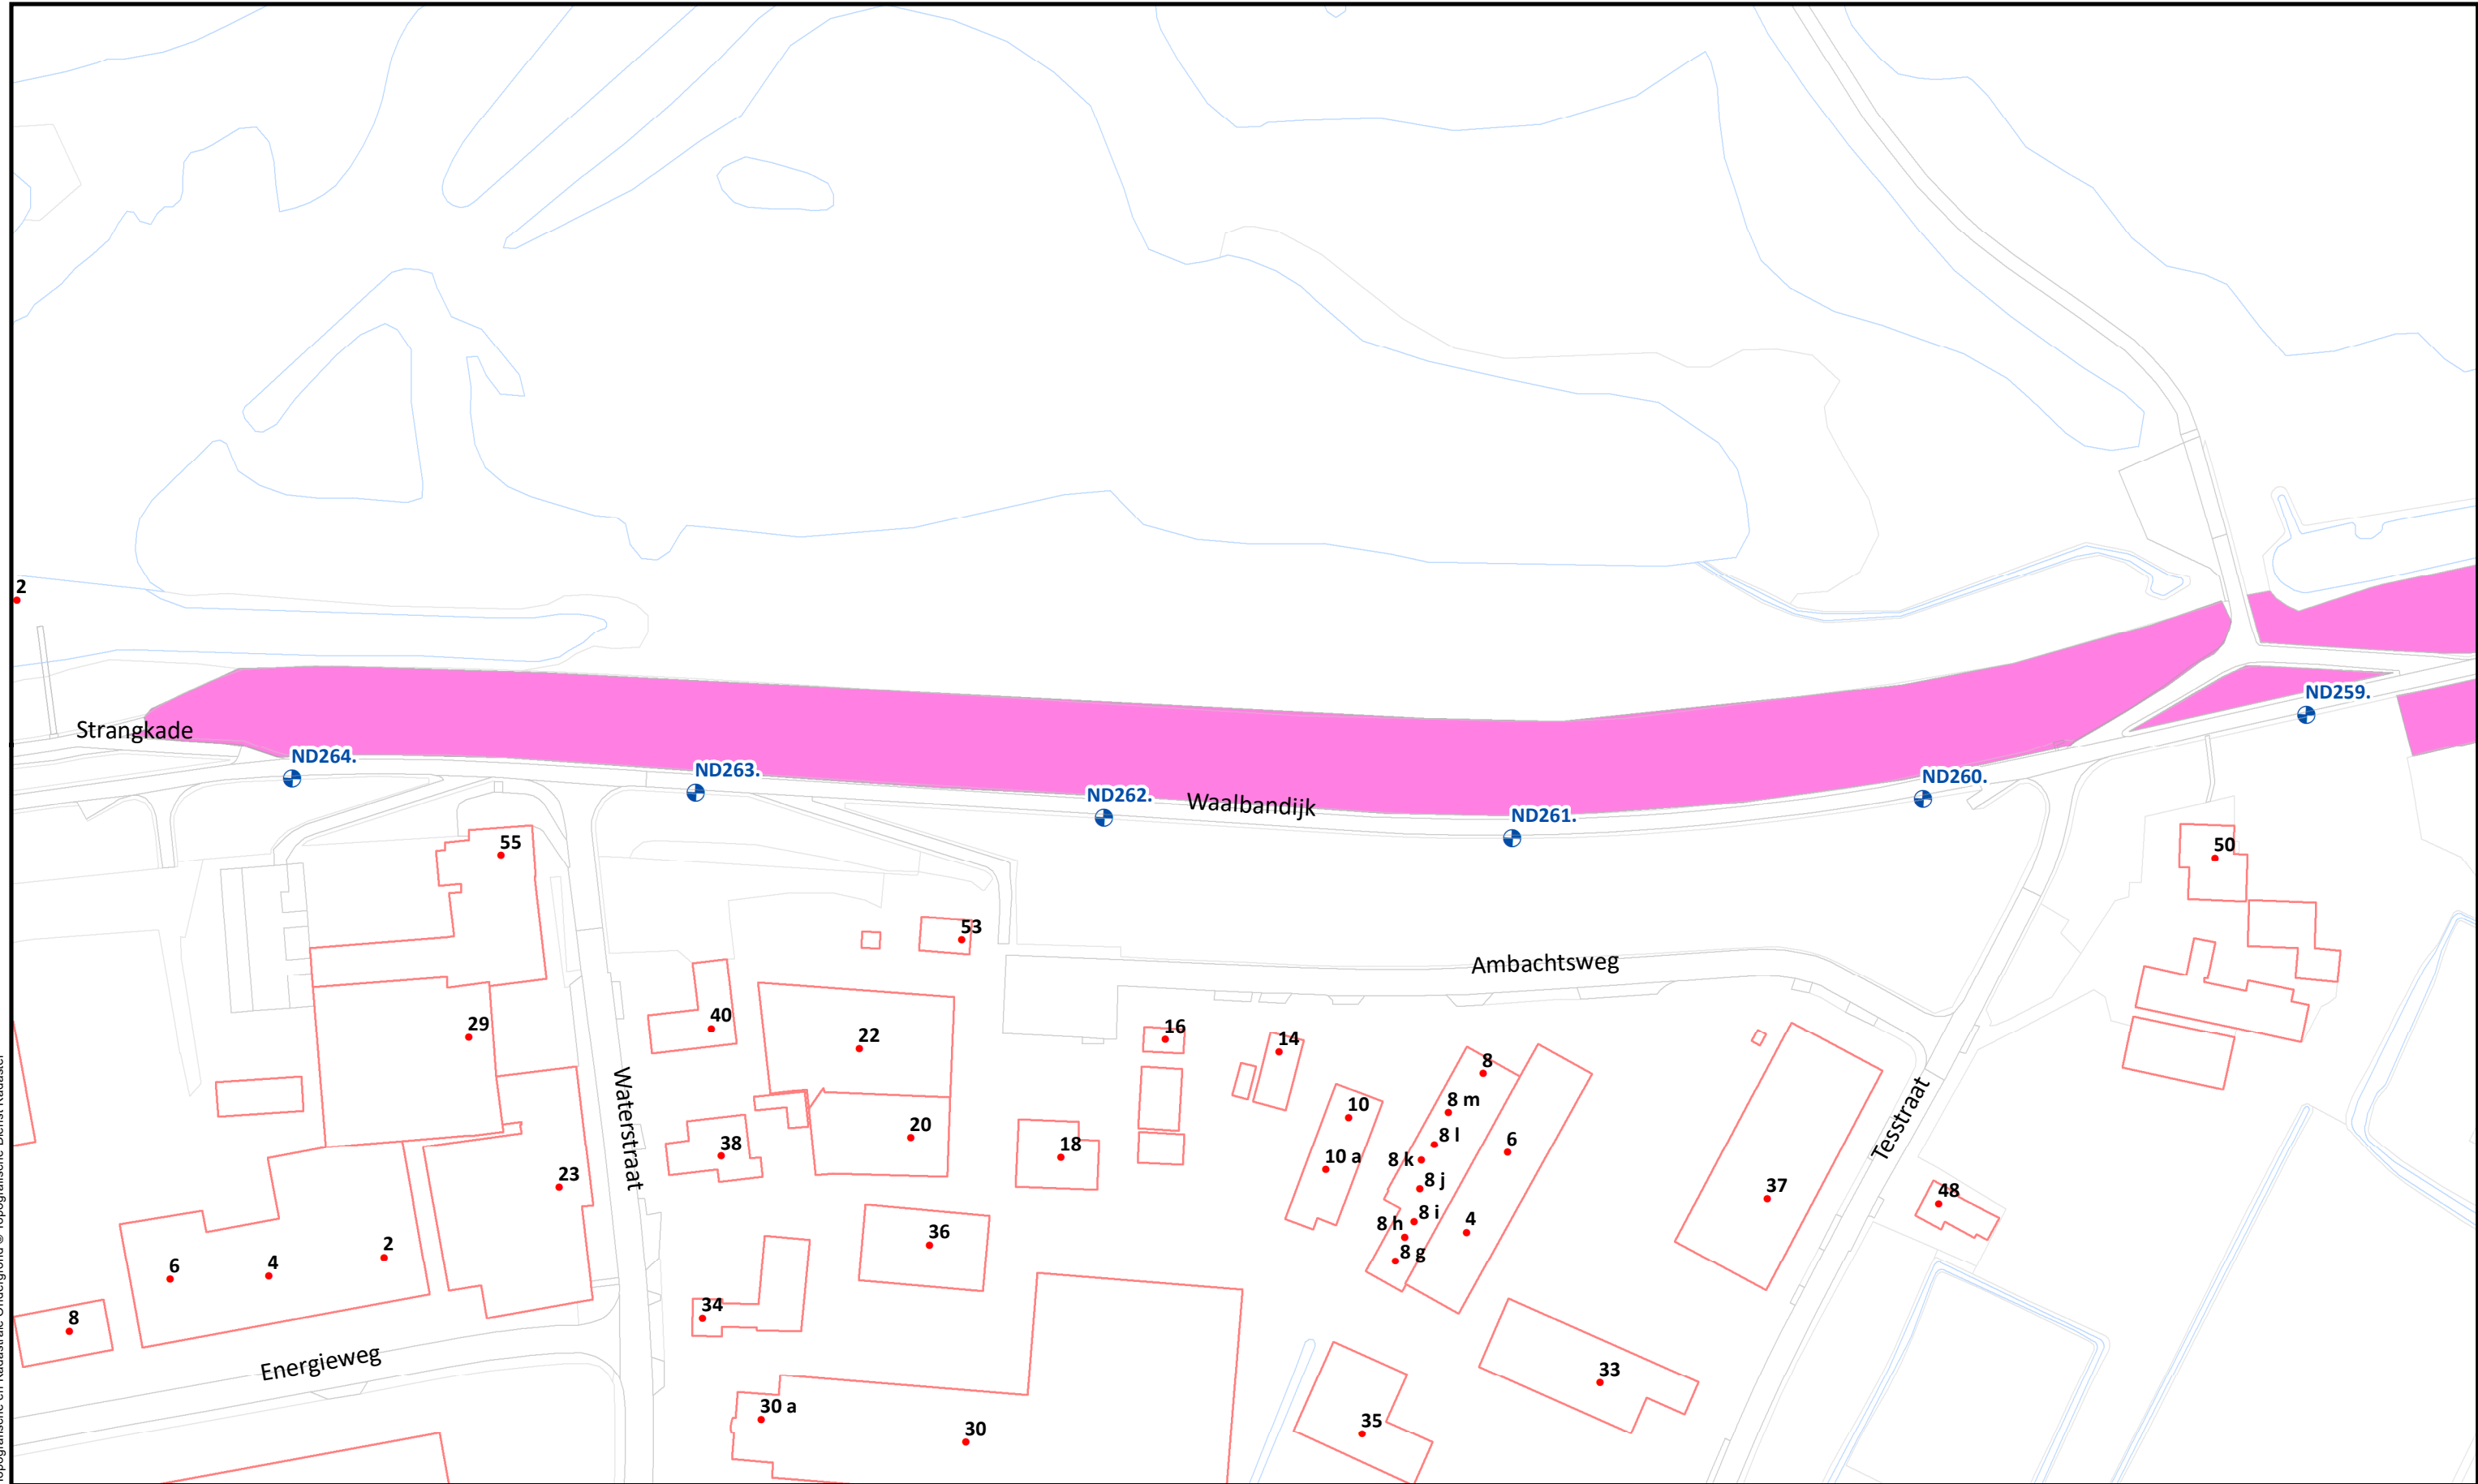 2
Strangkade
ND264.
ND263.
ND262.
Waalbandijk
ND261.
ND260.
ND259.
55
50
53
Ambachtsweg
29
40
22
16
14
8
Waterstraat
38
20
18
10
10 a
8 m
8 l
8 k
8 j
8 i
8 h
8 g
6
4
Tesstraat
37
48
23
36
6
4
2
8
34
Energieweg
33
30 a
30
35